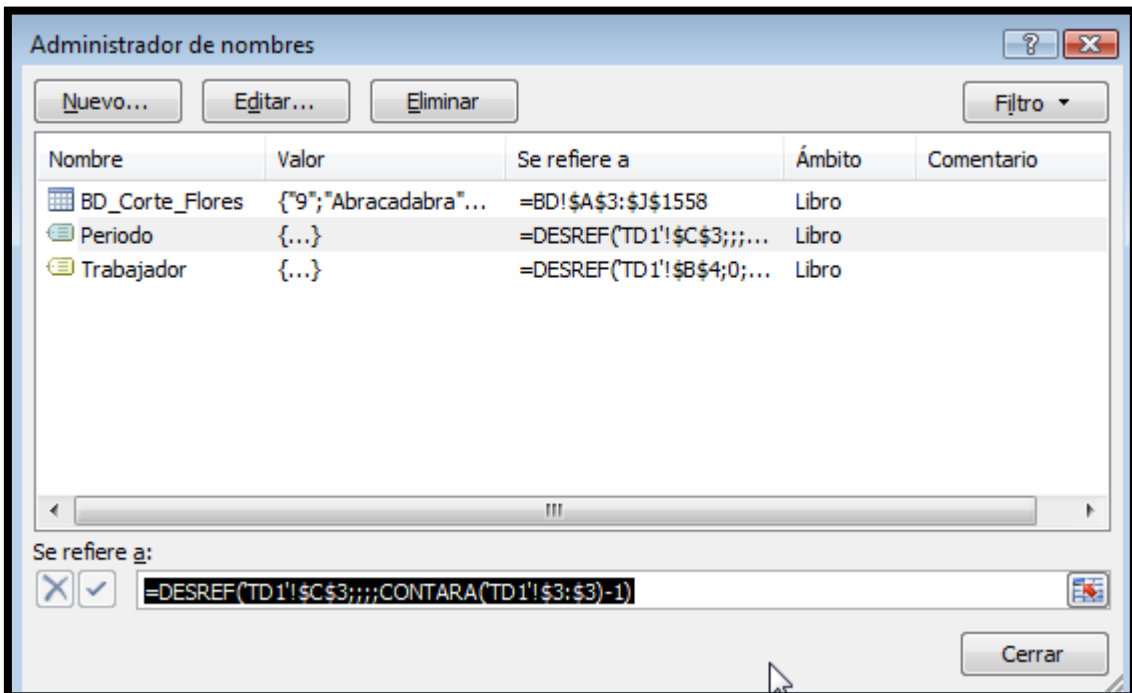 Administrador de nombres
Nuevo... Editar... Eliminar Filtro
Nombre Valor Se refiere a Ámbito Comentario
BD_Corte_Flores {"9";"Abracadabra"... =BD!$A$3:$J$1558 Libro
Periodo {...} =DESREF('TD1'!$C$3;;;... Libro
Trabajador {...} =DESREF('TD1'!$B$4;0;... Libro
Se refiere a:
=DESREF('TD1'!$C$3;;;;CONTARA('TD1'!$3:$3)-1)
Cerrar